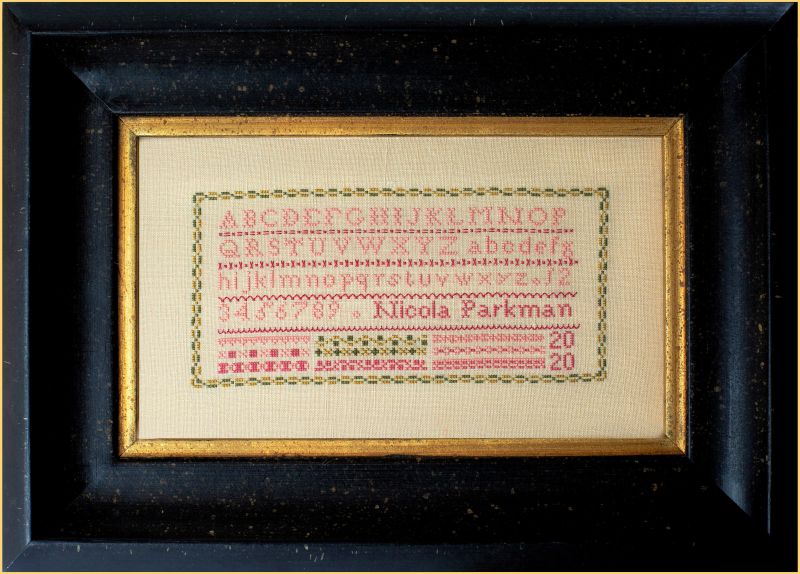 ABCDEFGHIJKLMNOP
QRSTUVWXYZ abcdefg
hijklmnopqrstuvwxyz.12
3456789. Nicola Parkman
20
20